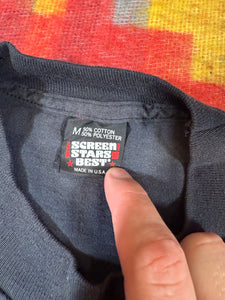 M 50% COTTON
50% POLYESTER
SCREEN
STARS
BEST
MADE IN U.S.A.